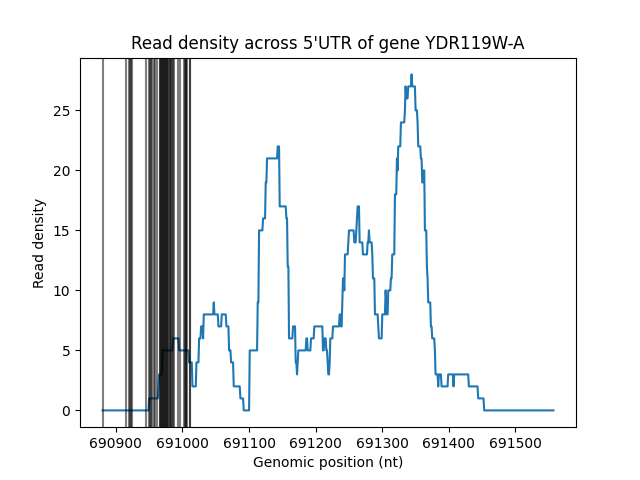 Read density across 5'UTR of gene YDR119W-A
Read density
25
20
15
10
5
0
690900 691000 691100 691200 691300 691400 691500
Genomic position (nt)